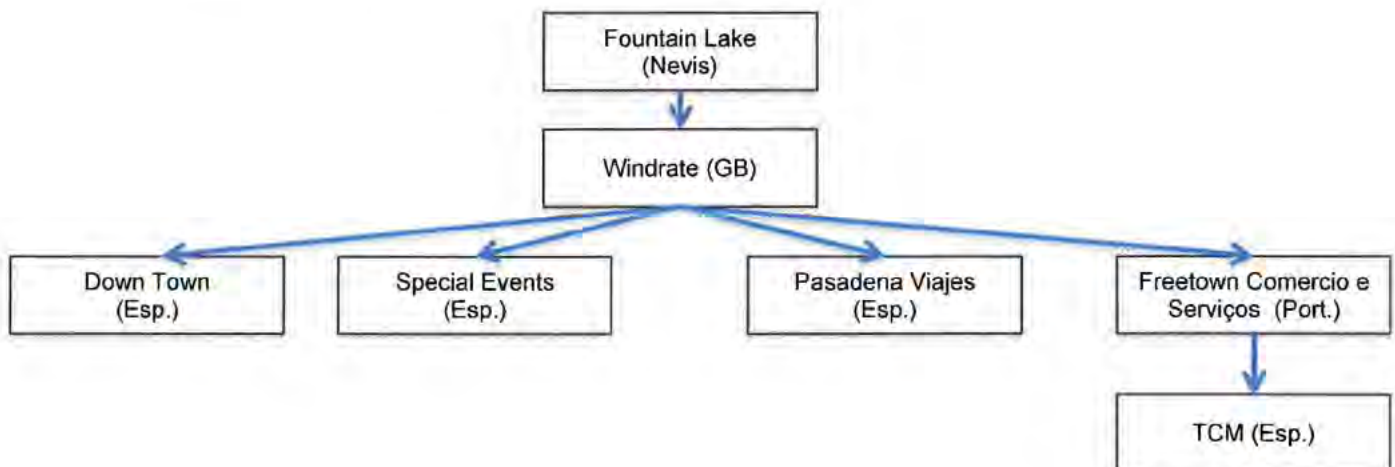 Fountain Lake
(Nevis)
Windrate (GB)
Down Town
(Esp.)
Special Events
(Esp.)
Pasadena Viajes
(Esp.)
Freetown Comercio e
Serviços (Port.)
TCM (Esp.)